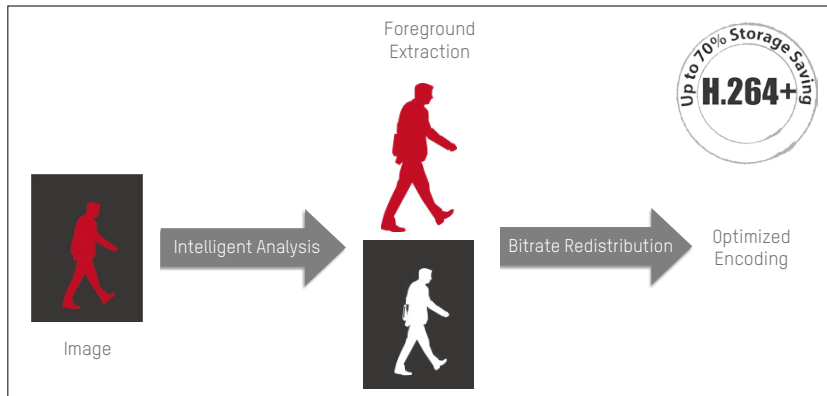 Foreground
Extraction
Up to 70% Storage Saving
H.264+
Intelligent Analysis
Bitrate Redistribution
Optimized
Encoding
Image